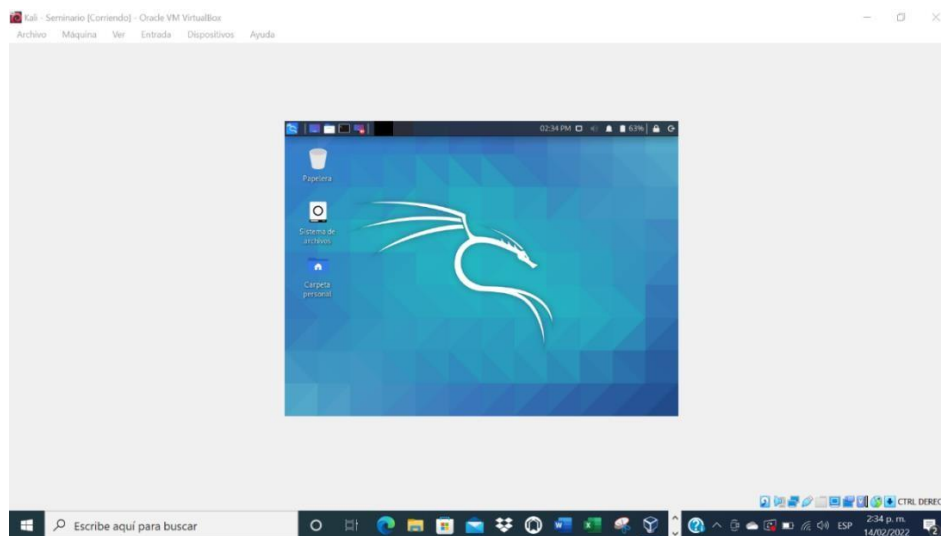 Kali - Seminario [Corriendo] - Oracle VM VirtualBox
Archivo Máquina Ver Entrada Dispositivos Ayuda
02:34 PM 63%
Papelera
Sistema de
archivos
Carpeta
personal
CTRL DEREC
Escribe aquí para buscar
ESP
2:34 p. m.
14/02/2022
2